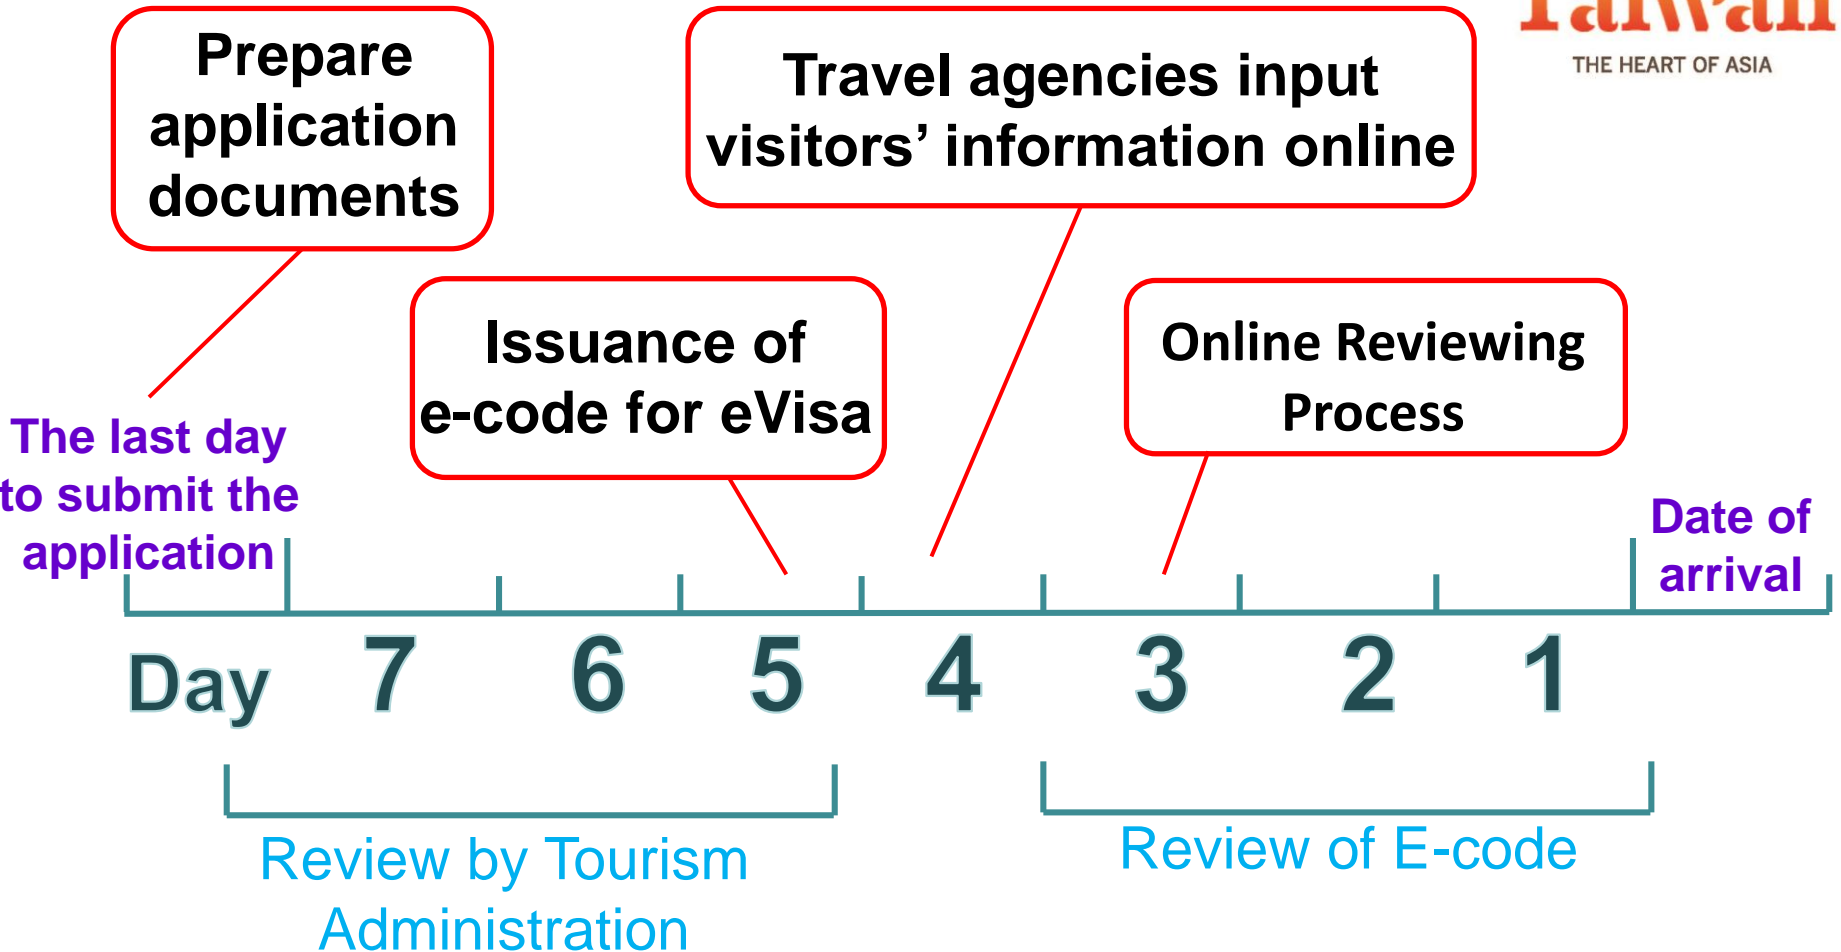 Taiwan
THE HEART OF ASIA
Prepare
application
documents
Travel agencies input
visitors’ information online
Issuance of
e-code for eVisa
Online Reviewing
Process
The last day
to submit the
application
Date of
arrival
Day 7 6 5 4 3 2 1
Review by Tourism
Administration
Review of E-code